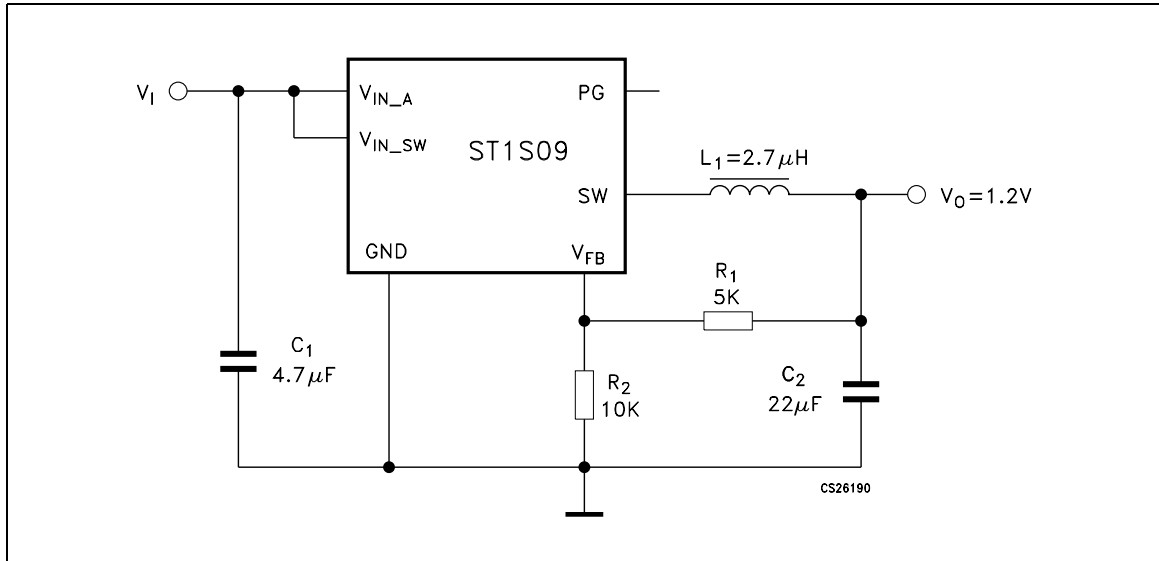 V_I
V_IN_A
V_IN_SW
ST1S09
PG
L_1=2.7μH
SW
V_O=1.2V
GND
V_FB
R_1
5K
C_1
4.7μF
R_2
10K
C_2
22μF
CS26190